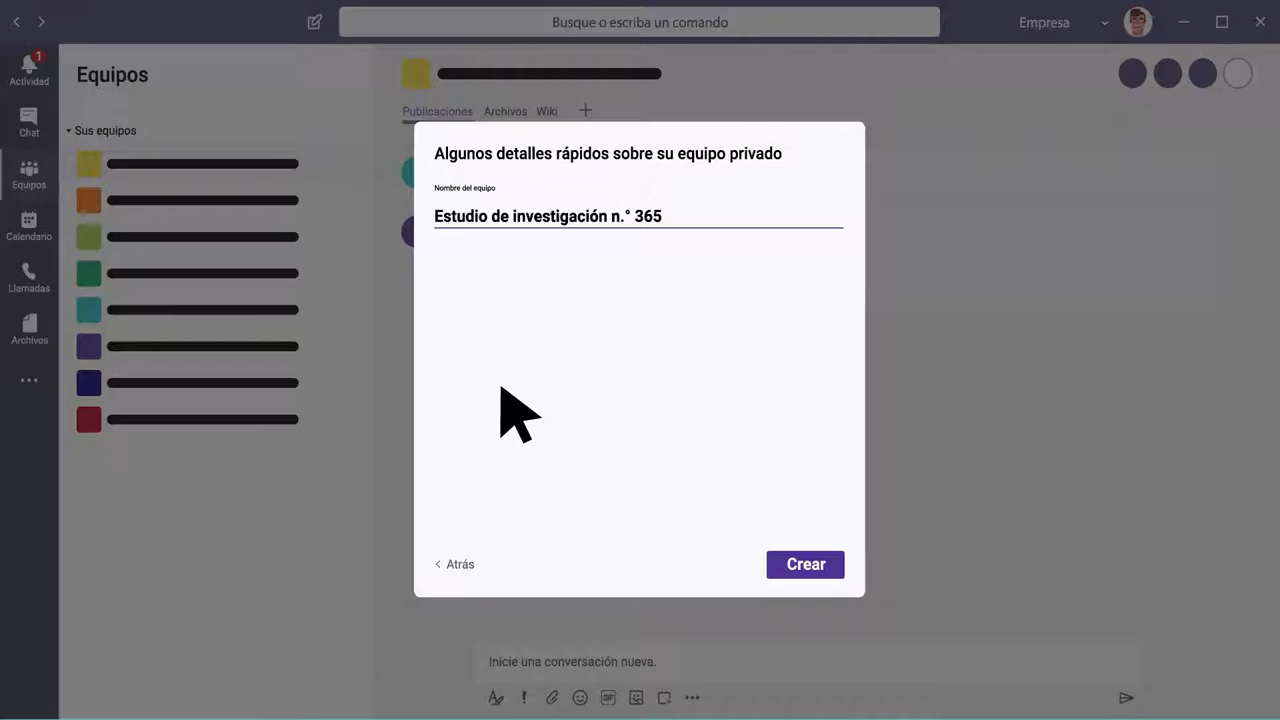 Busque o escriba un comando
Empresa
1
Actividad
Chat
Equipos
Calendario
Llamadas
Archivos
Equipos
Sus equipos
Publicaciones Archivos Wiki
Algunos detalles rápidos sobre su equipo privado
Nombre del equipo
Estudio de investigación n.° 365
Atrás
Crear
Inicie una conversación nueva.